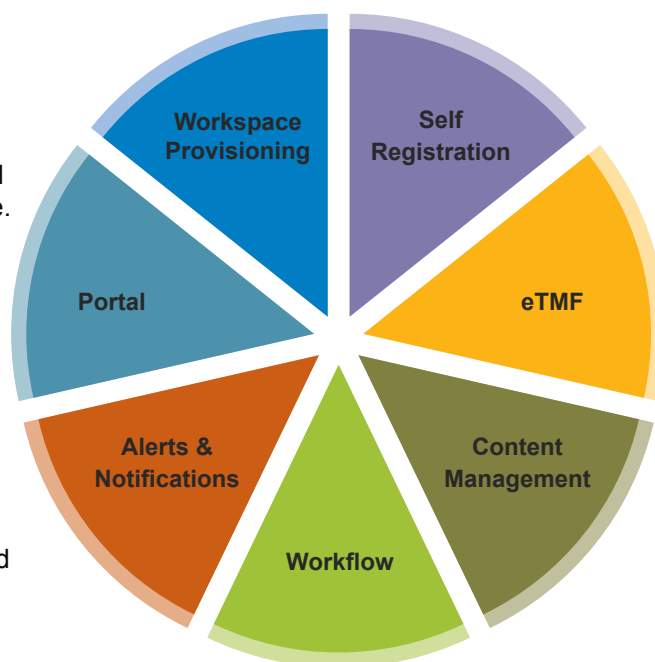 Workspace
Provisioning
Self
Registration
Portal
eTMF
Alerts &
Notifications
Content
Management
Workflow